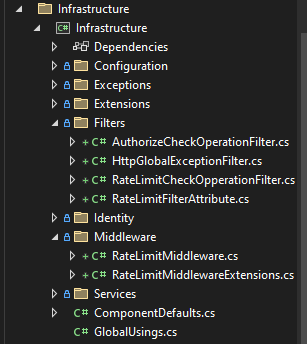 Infrastructure
C# Infrastructure
Dependencies
Configuration
Exceptions
Extensions
Filters
+ C# AuthorizeCheckOperationFilter.cs
+ C# HttpGlobalExceptionFilter.cs
+ C# RateLimitCheckOpperationFilter.cs
+ C# RateLimitFilterAttribute.cs
Identity
Middleware
+ C# RateLimitMiddleware.cs
+ C# RateLimitMiddlewareExtensions.cs
Services
C# ComponentDefaults.cs
C# GlobalUsings.cs